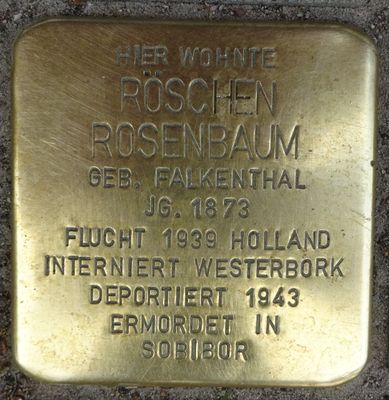 HIER WOHNTE
RÖSCHEN
ROSENBAUM
GEB. FALKENTHAL
JG. 1873
FLUCHT 1939 HOLLAND
INTERNIERT WESTERBORK
DEPORTIERT 1943
ERMORDET IN
SOBIBOR